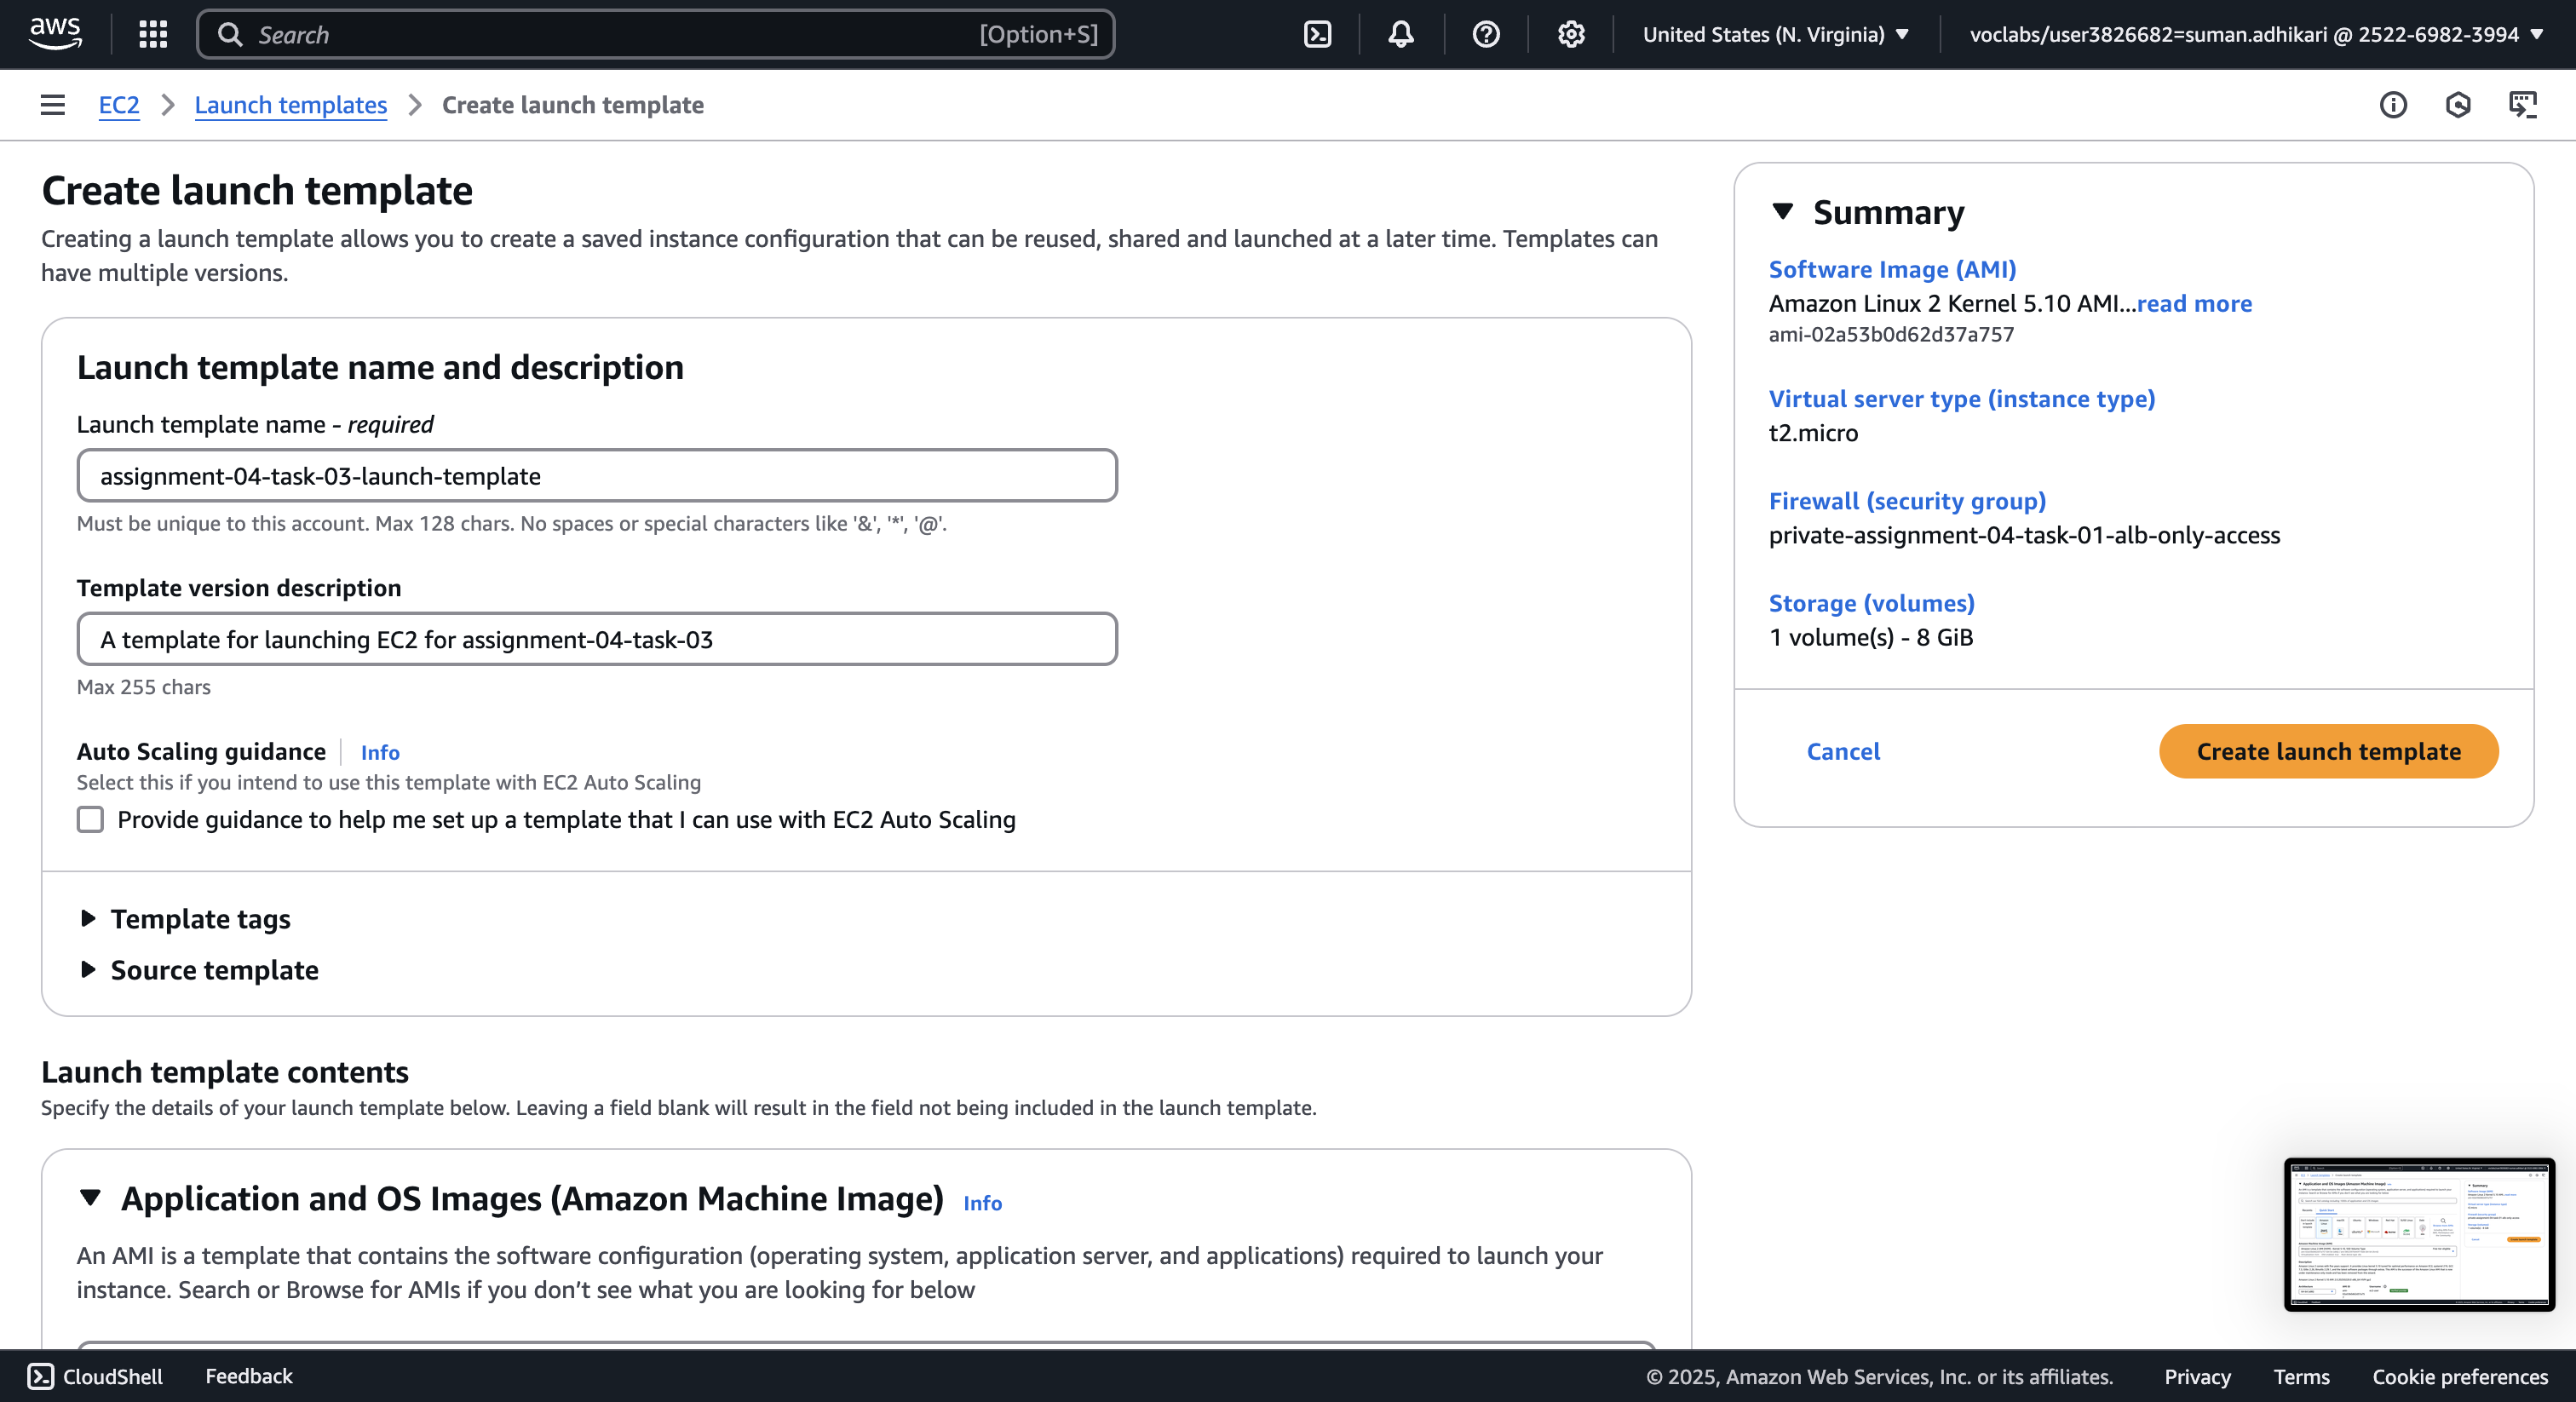 aws
Search [Option+S]
United States (N. Virginia)
voclabs/user3826682=suman.adhikari @ 2522-6982-3994
EC2
Launch templates
Create launch template
Create launch template
Creating a launch template allows you to create a saved instance configuration that can be reused, shared and launched at a later time. Templates can
have multiple versions.
Launch template name and description
Launch template name - required
assignment-04-task-03-launch-template
Must be unique to this account. Max 128 chars. No spaces or special characters like '&', '*', '@'.
Template version description
A template for launching EC2 for assignment-04-task-03
Max 255 chars
Auto Scaling guidance Info
Select this if you intend to use this template with EC2 Auto Scaling
Provide guidance to help me set up a template that I can use with EC2 Auto Scaling
Template tags
Source template
Launch template contents
Specify the details of your launch template below. Leaving a field blank will result in the field not being included in the launch template.
Application and OS Images (Amazon Machine Image) Info
An AMI is a template that contains the software configuration (operating system, application server, and applications) required to launch your
instance. Search or Browse for AMIs if you don’t see what you are looking for below
Summary
Software Image (AMI)
Amazon Linux 2 Kernel 5.10 AMI...read more
ami-02a53b0d62d37a757
Virtual server type (instance type)
t2.micro
Firewall (security group)
private-assignment-04-task-01-alb-only-access
Storage (volumes)
1 volume(s) - 8 GiB
Cancel
Create launch template
CloudShell
Feedback
© 2025, Amazon Web Services, Inc. or its affiliates.
Privacy
Terms
Cookie preferences